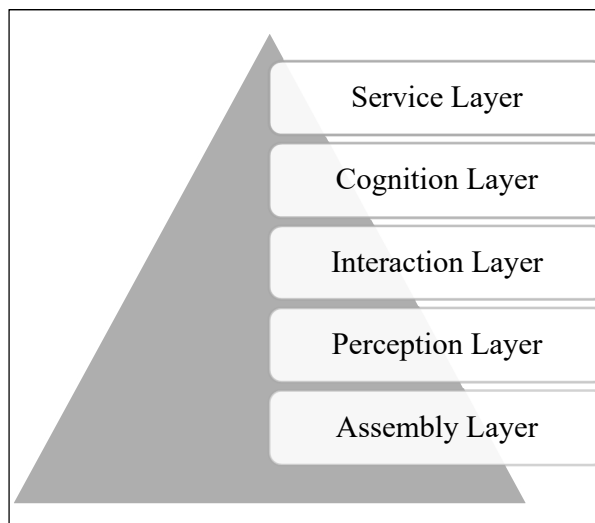 Service Layer
Cognition Layer
Interaction Layer
Perception Layer
Assembly Layer